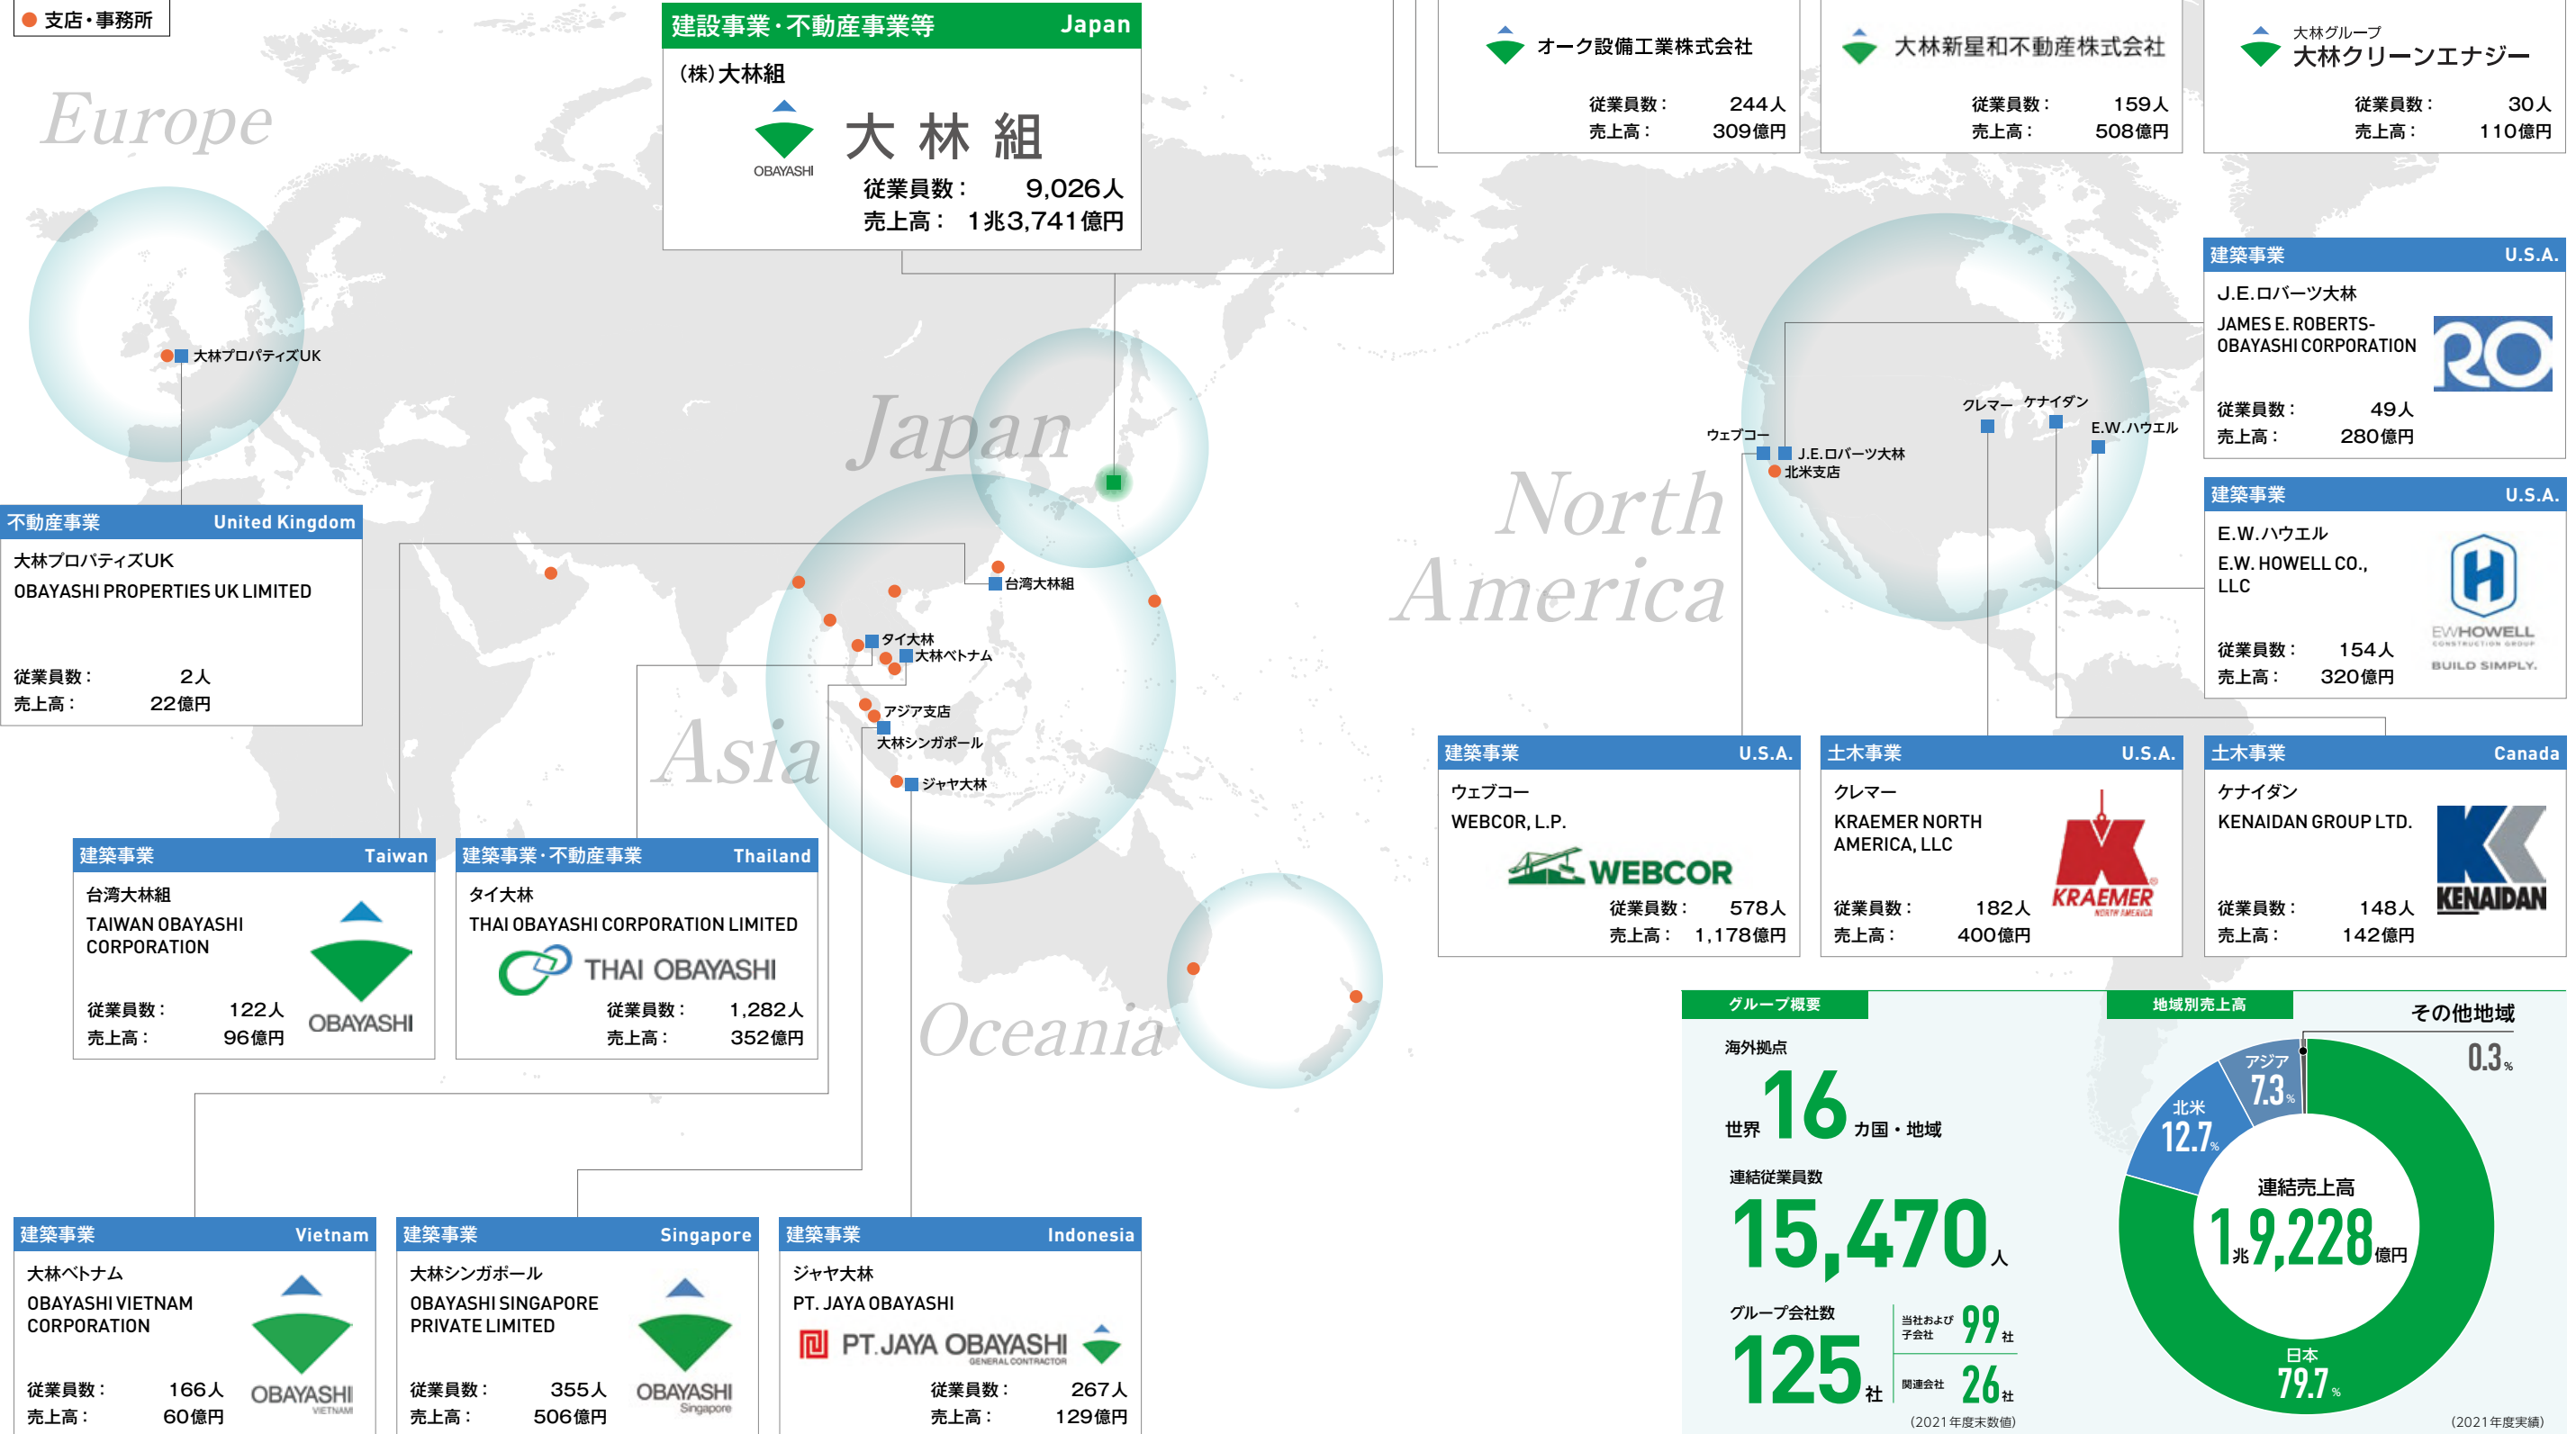 支店・事務所
建設事業・不動産事業等 Japan
(株)大林組
大林組
OBAYASHI
従業員数： 9,026人
売上高： 1兆3,741億円
オーク設備工業株式会社
従業員数： 244人
売上高： 309億円
大林新星和不動産株式会社
従業員数： 159人
売上高： 508億円
大林グループ
大林クリーンエナジー
従業員数： 30人
売上高： 110億円
Europe
Japan
Asia
Oceania
North
America
大林プロパティズUK
台湾大林組
タイ大林
大林ベトナム
アジア支店
大林シンガポール
ジャヤ大林
ウェブコー
J.E.ロバーツ大林
北米支店
クレマー
ケナイダン
E.W.ハウエル
建築事業 U.S.A.
J.E.ロバーツ大林
JAMES E. ROBERTS-
OBAYASHI CORPORATION
RO
従業員数： 49人
売上高： 280億円
建築事業 U.S.A.
E.W.ハウエル
E.W. HOWELL CO.,
LLC
H
EWHOWELL
CONSTRUCTION GROUP
BUILD SIMPLY.
従業員数： 154人
売上高： 320億円
不動産事業 United Kingdom
大林プロパティズUK
OBAYASHI PROPERTIES UK LIMITED
従業員数： 2人
売上高： 22億円
建築事業 U.S.A.
ウェブコー
WEBCOR, L.P.
WEBCOR
従業員数： 578人
売上高： 1,178億円
土木事業 U.S.A.
クレマー
KRAEMER NORTH
AMERICA, LLC
K
KRAEMER®
NORTH AMERICA
従業員数： 182人
売上高： 400億円
土木事業 Canada
ケナイダン
KENAIDAN GROUP LTD.
K
KENAIDAN
従業員数： 148人
売上高： 142億円
建築事業 Taiwan
台湾大林組
TAIWAN OBAYASHI
CORPORATION
OBAYASHI
従業員数： 122人
売上高： 96億円
建築事業・不動産事業 Thailand
タイ大林
THAI OBAYASHI CORPORATION LIMITED
THAI OBAYASHI
従業員数： 1,282人
売上高： 352億円
建築事業 Vietnam
大林ベトナム
OBAYASHI VIETNAM
CORPORATION
OBAYASHI
VIETNAM
従業員数： 166人
売上高： 60億円
建築事業 Singapore
大林シンガポール
OBAYASHI SINGAPORE
PRIVATE LIMITED
OBAYASHI
Singapore
従業員数： 355人
売上高： 506億円
建築事業 Indonesia
ジャヤ大林
PT. JAYA OBAYASHI
PT.JAYA OBAYASHI
GENERAL CONTRACTOR
従業員数： 267人
売上高： 129億円
グループ概要
海外拠点
世界16カ国・地域
連結従業員数
15,470人
グループ会社数
125社
当社および
子会社 99社
関連会社 26社
(2021年度末数値)
地域別売上高
その他地域
0.3%
アジア
7.3%
北米
12.7%
連結売上高
1兆9,228億円
日本
79.7%
(2021年度実績)